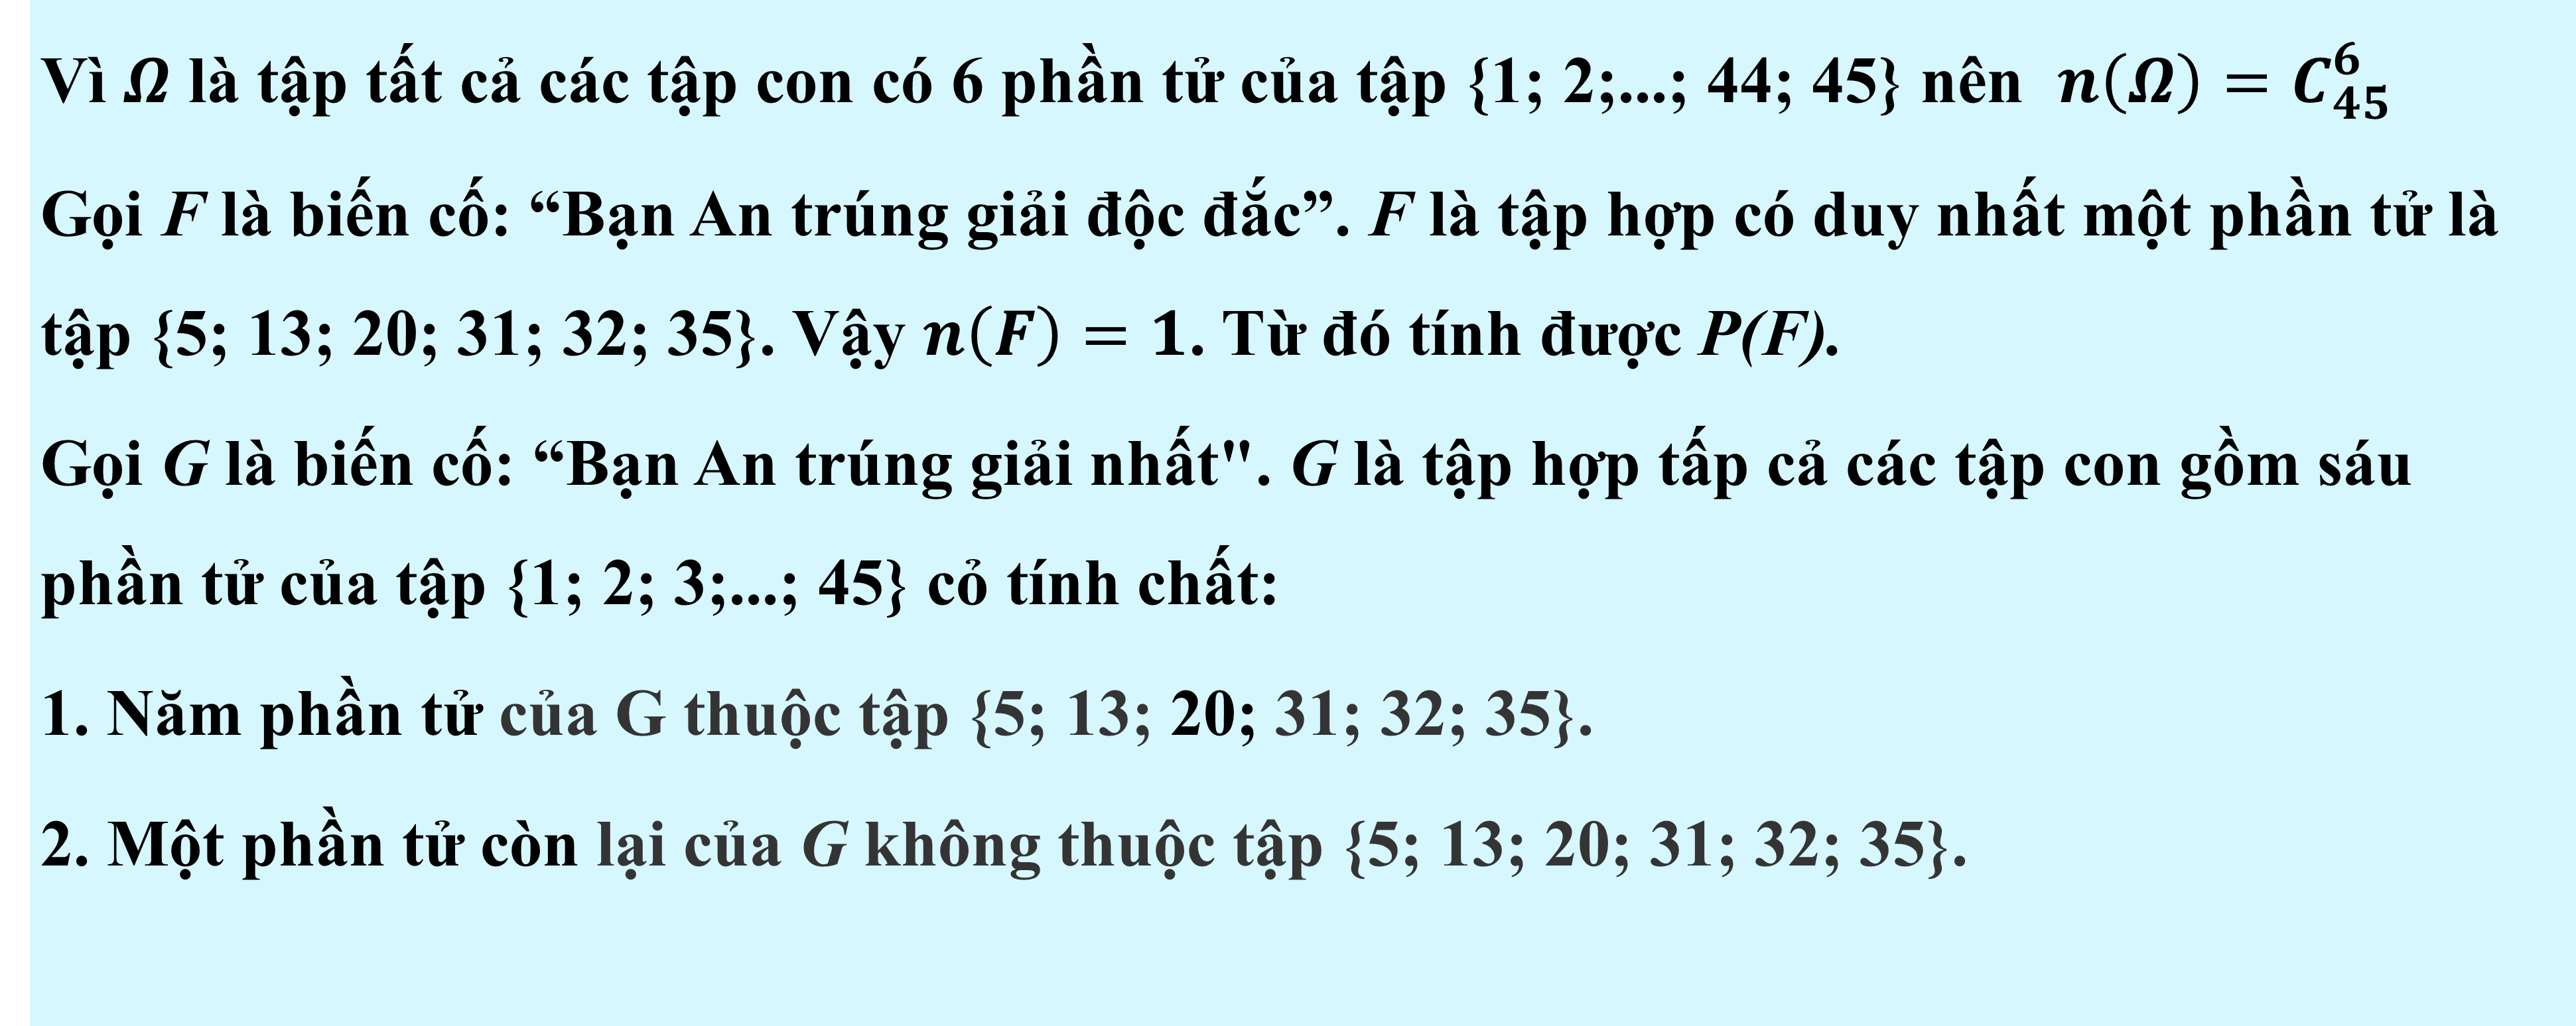 Vì Ω là tập tất cả các tập con có 6 phần tử của tập {1; 2;...; 44; 45} nên n(Ω) = C₄₅⁶
Gọi F là biến cố: “Bạn An trúng giải độc đắc”. F là tập hợp có duy nhất một phần tử là
tập {5; 13; 20; 31; 32; 35}. Vậy n(F) = 1. Từ đó tính được P(F).
Gọi G là biến cố: “Bạn An trúng giải nhất". G là tập hợp tấp cả các tập con gồm sáu
phần tử của tập {1; 2; 3;...; 45} cỏ tính chất:
1. Năm phần tử của G thuộc tập {5; 13; 20; 31; 32; 35}.
2. Một phần tử còn lại của G không thuộc tập {5; 13; 20; 31; 32; 35}.